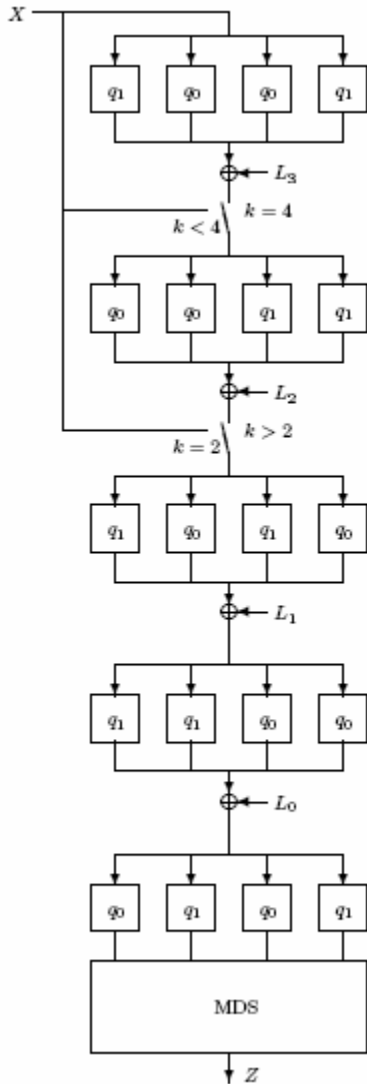 X
q₁ q₀ q₀ q₁
L₃
k < 4 k = 4
q₀ q₀ q₁ q₁
L₂
k = 2 k > 2
q₁ q₀ q₁ q₀
L₁
q₁ q₁ q₀ q₀
L₀
q₀ q₁ q₀ q₁
MDS
Z